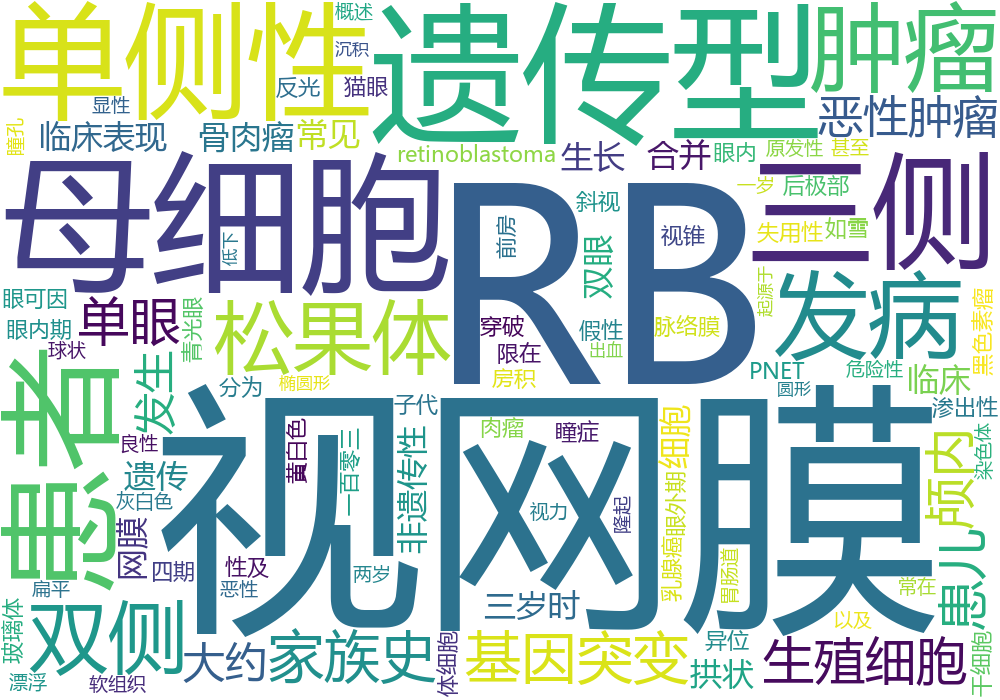 单侧性
遗传型
肿瘤
概述
沉积
反光
猫眼
显性
瞳孔
临床表现
骨肉瘤
常见
恶性肿瘤
retinoblastoma
生长
合并
眼内
原发性
甚至
母细胞
RB
三侧
一岁
后极部
斜视
失用性
如雪
低下
前房
视锥
双眼
起源于
发病
眼可因
眼内期
单眼
青光眼
松果体
穿破
假性
脉络膜
黑色素瘤
球状
限在
出血
患者
发生
分为
椭圆形
房积
PNET
圆形
危险性
临床
视网膜
子代
渗出性
良性
黄白色
一百零三
肉瘤
瞳症
细胞
颅内
染色体
遗传
非遗传性
灰白色
眼外期
视力
隆起
网膜
四期
性及
两岁
乳腺癌
胃肠道
患儿
扁平
恶性
常在
玻璃体
双侧
三岁时
以及
大约
家族史
基因突变
异位
拱状
生殖细胞
干细胞
漂浮
软组织
体细胞